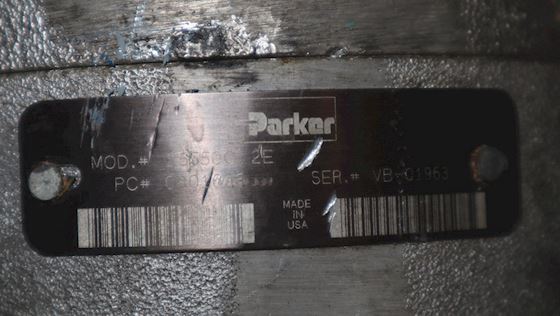 Parker
MOD.# 2E
PC#
SER.# VB-01963
MADE
IN
USA